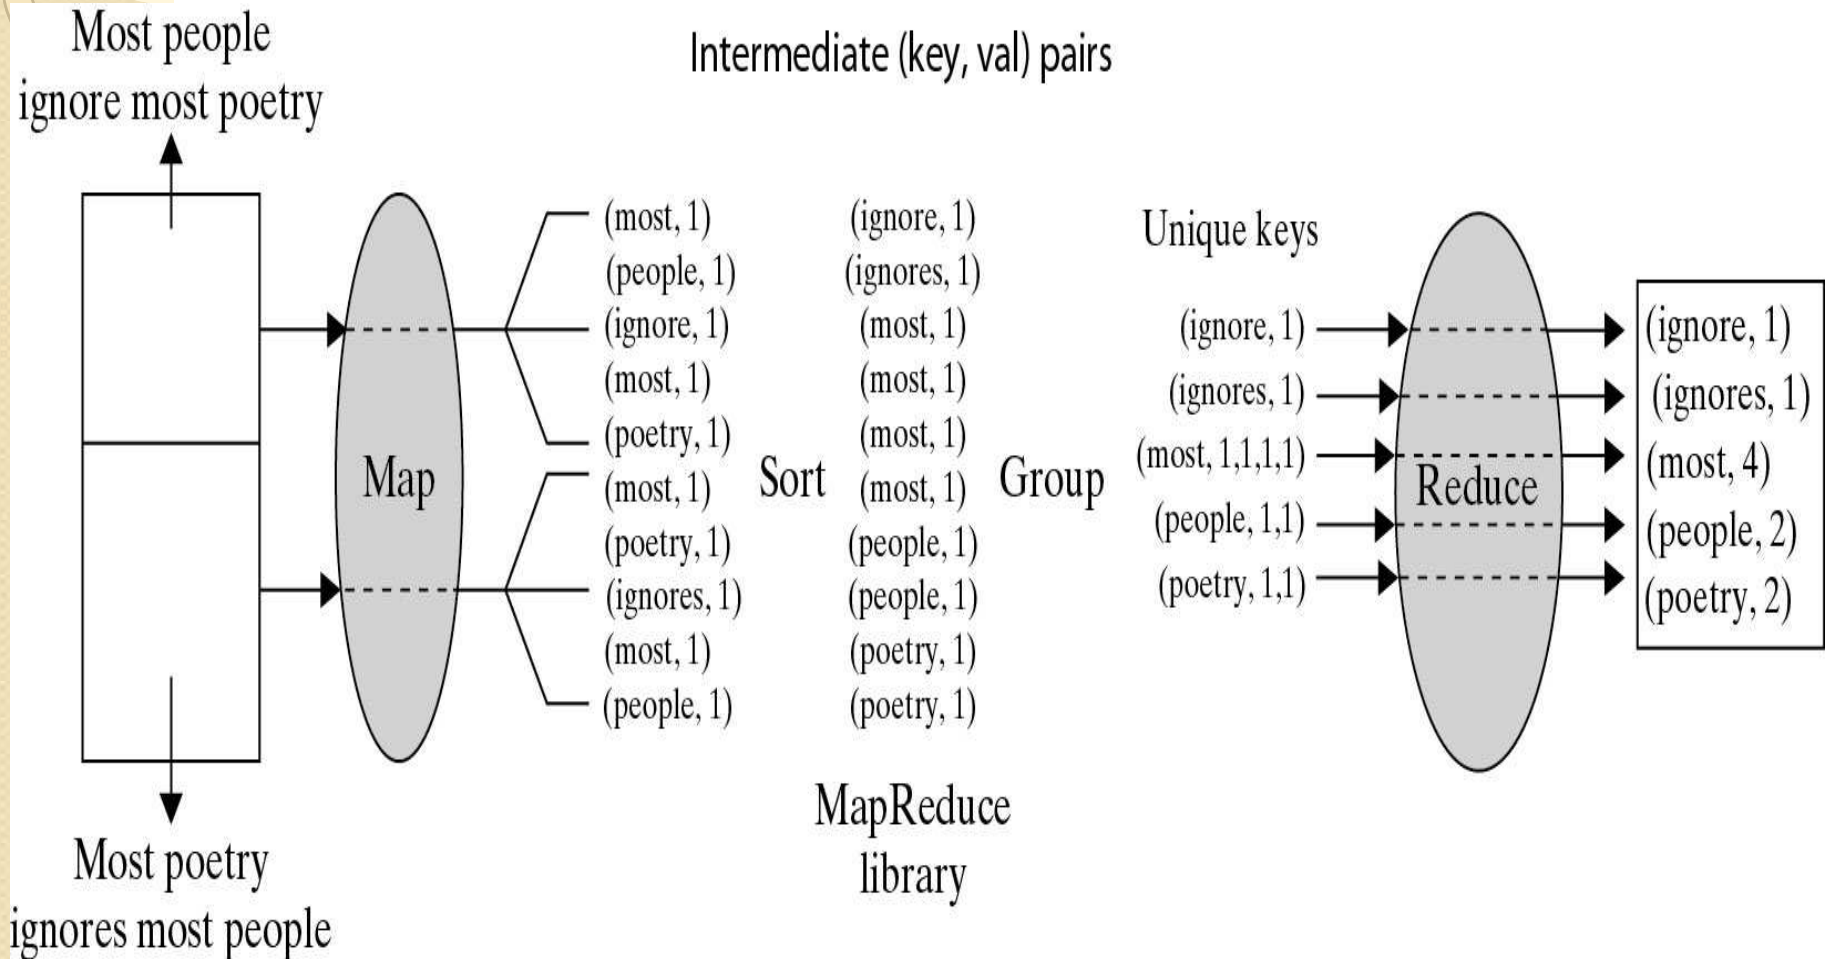 Most people
ignore most poetry
Intermediate (key, val) pairs
Map
(most, 1)
(people, 1)
(ignore, 1)
(most, 1)
(poetry, 1)
(most, 1)
(poetry, 1)
(ignores, 1)
(most, 1)
(people, 1)
Sort
(ignore, 1)
(ignores, 1)
(most, 1)
(most, 1)
(most, 1)
(most, 1)
(people, 1)
(people, 1)
(poetry, 1)
(poetry, 1)
Group
Unique keys
(ignore, 1)
(ignores, 1)
(most, 1,1,1,1)
(people, 1,1)
(poetry, 1,1)
Reduce
(ignore, 1)
(ignores, 1)
(most, 4)
(people, 2)
(poetry, 2)
MapReduce
library
Most poetry
ignores most people